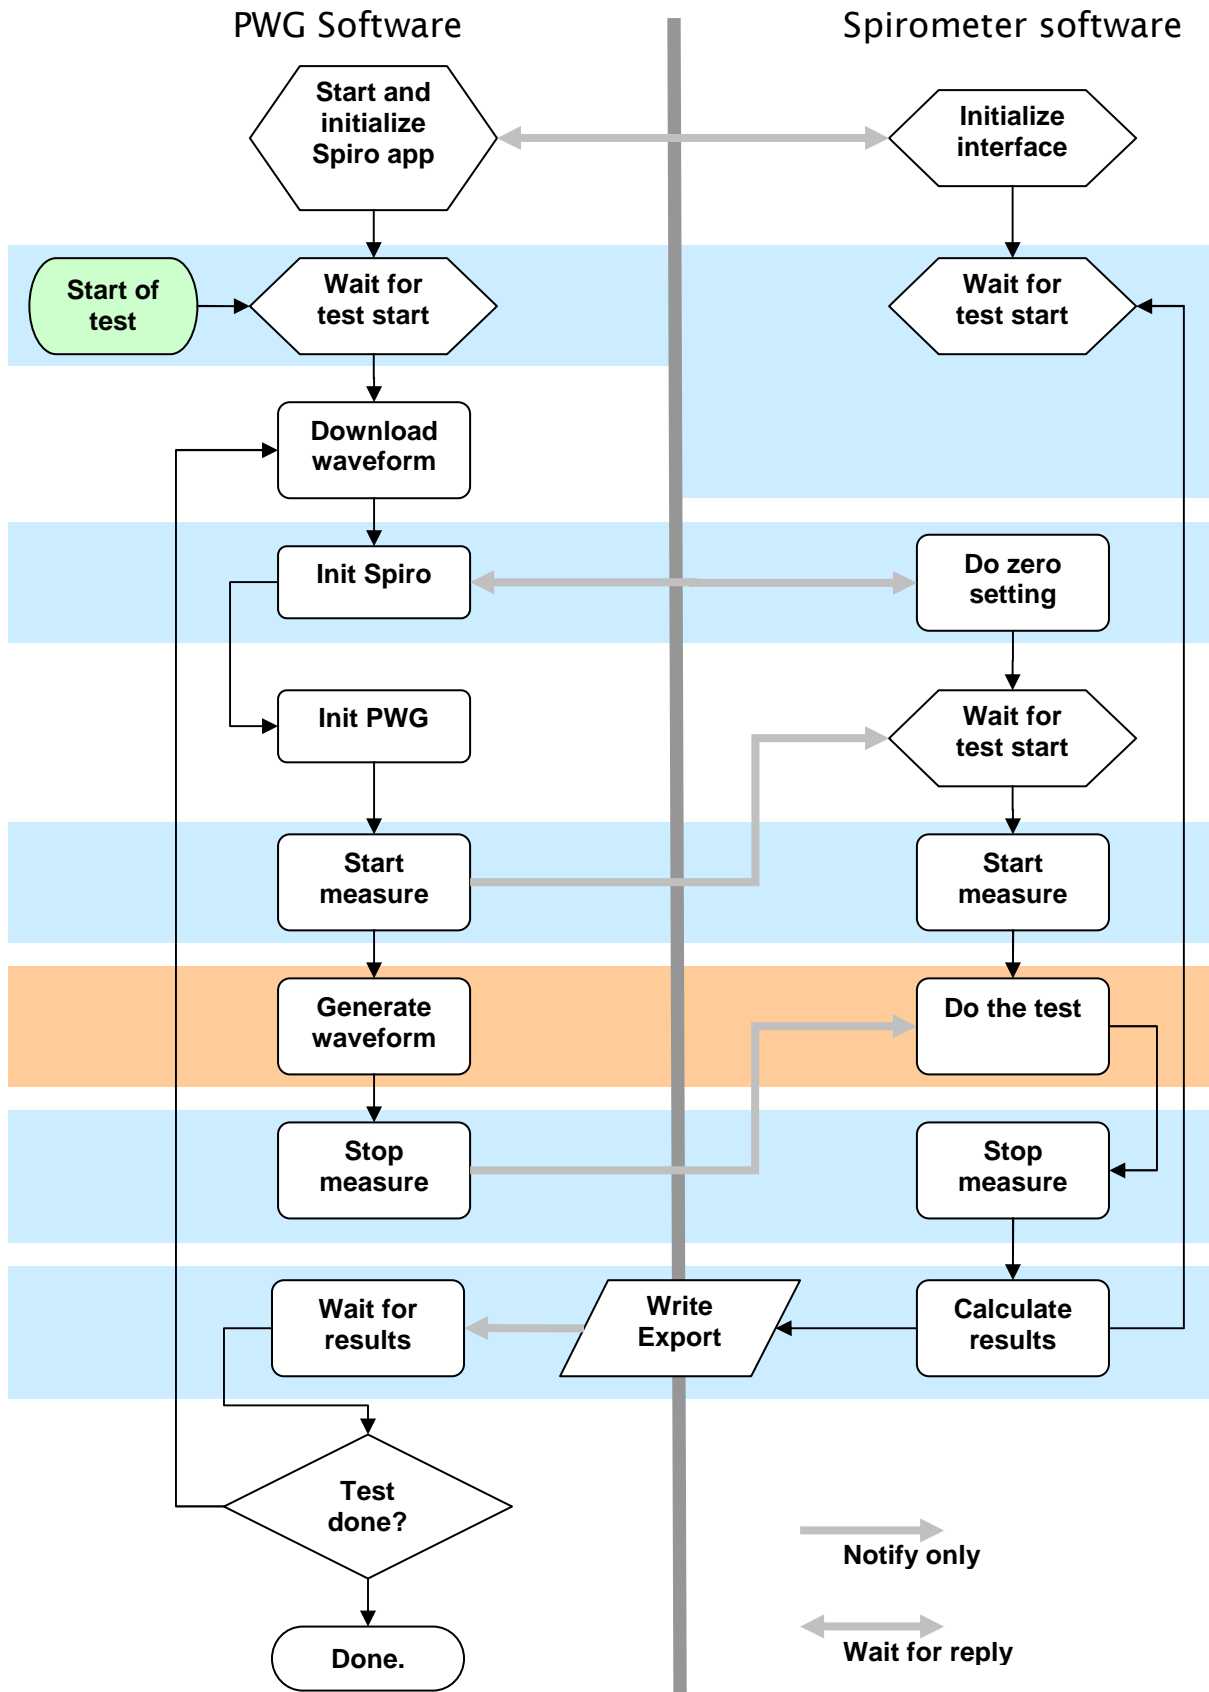 PWG Software
Spirometer software
Start and
initialize
Spiro app
Initialize
interface
Start of
test
Wait for
test start
Wait for
test start
Download
waveform
Init Spiro
Do zero
setting
Init PWG
Wait for
test start
Start
measure
Start
measure
Generate
waveform
Do the test
Stop
measure
Stop
measure
Wait for
results
Write
Export
Calculate
results
Test
done?
Notify only
Done.
Wait for reply